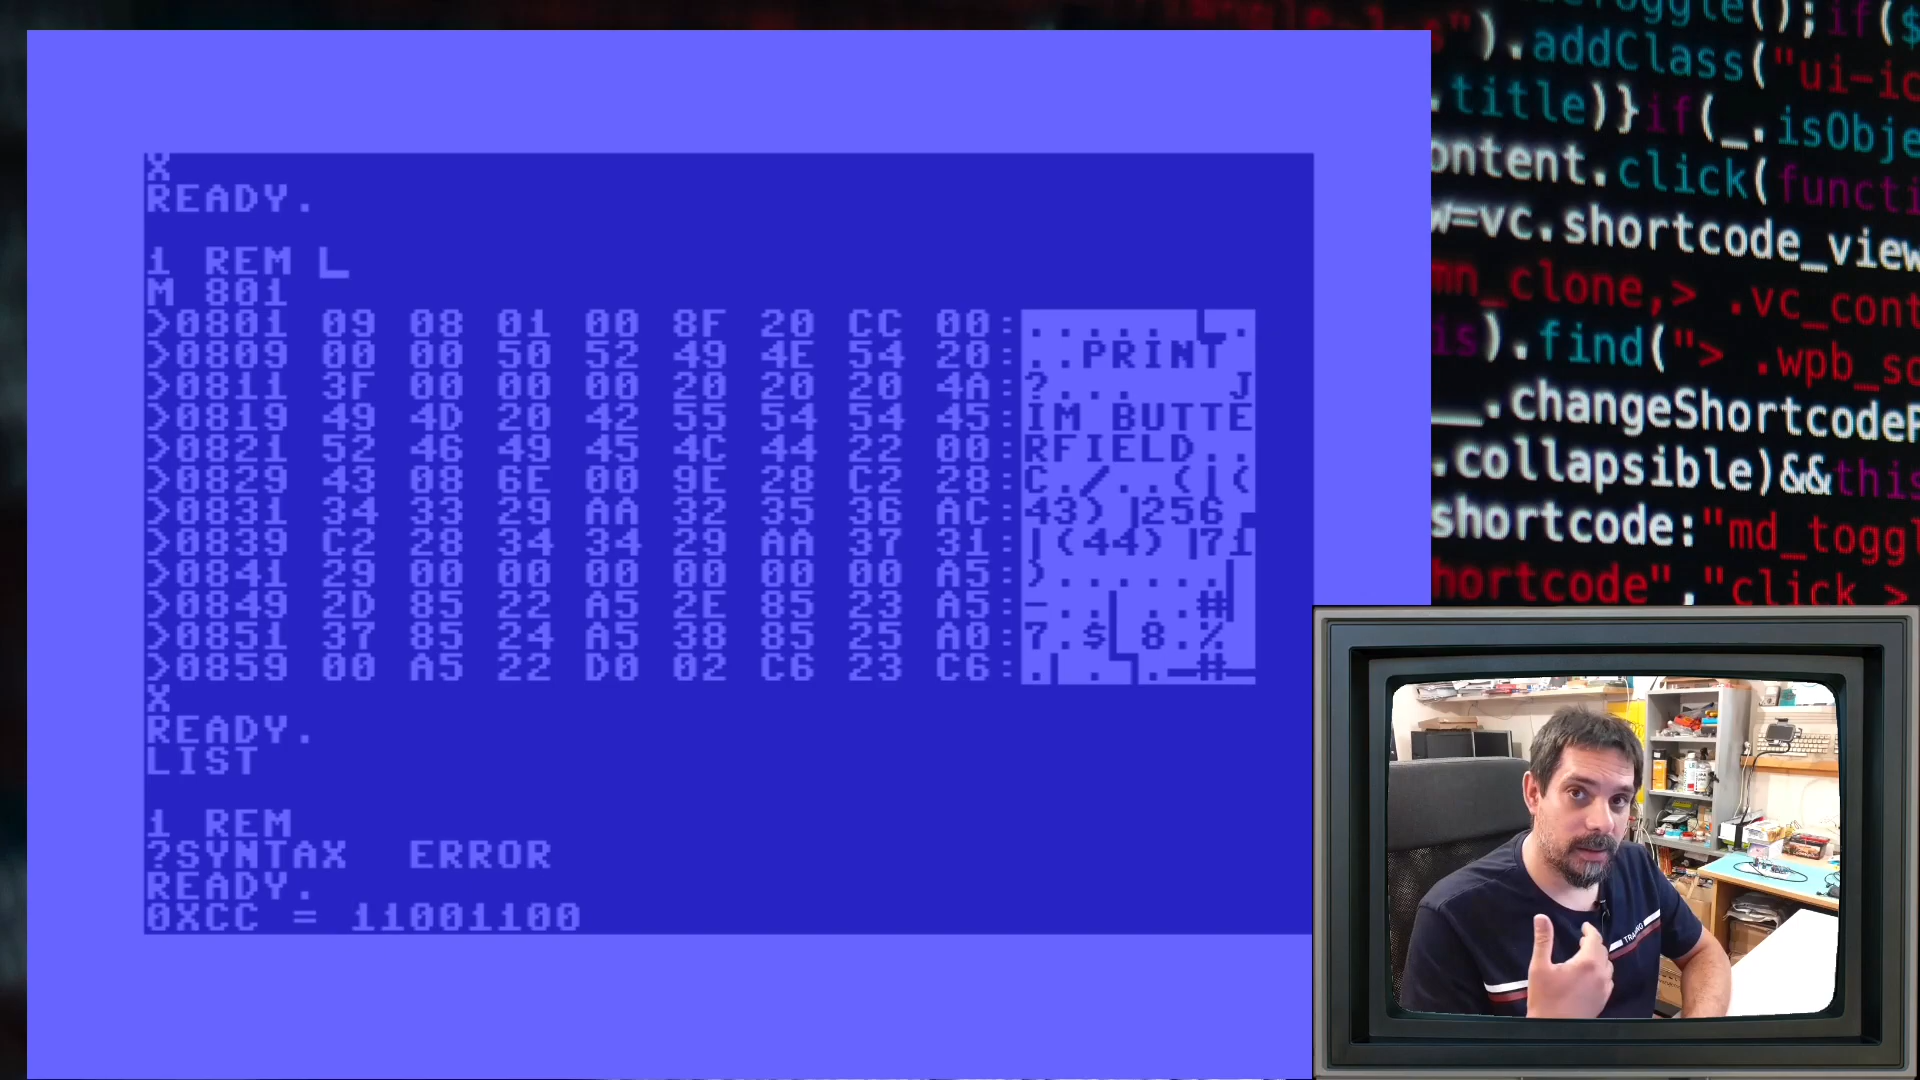 X
READY.
1 REM
M 801
>0801 09 08 01 00 8F 20 CC 00:..... .
>0809 00 00 50 52 49 4E 54 20:..PRINT
>0811 3F 00 00 00 20 20 20 4A:?... J
>0819 49 4D 20 42 55 54 54 45:IM BUTTE
>0821 52 46 49 45 4C 44 22 00:RFIELD..
>0829 43 08 6E 00 9E 28 C2 28:C./..(|(
>0831 34 33 29 AA 32 35 36 AC:43) |256
>0839 C2 28 34 34 29 AA 37 31:|(44) |71
>0841 29 00 00 00 00 00 00 A5:)......
>0849 2D 85 22 A5 2E 85 23 A5:-.. ..#
>0851 37 85 24 A5 38 85 25 A0:7.$ 8.%
>0859 00 A5 22 D0 02 C6 23 C6:. . .#
X
READY.
LIST
1 REM
?SYNTAX ERROR
READY.
0XCC = 11001100
").addClass("ui-ic
.title)}if(_.isObje
ontent.click(functi
w=vc.shortcode_view
mn_clone,> .vc_cont
is).find("> .wpb_sc
.changeShortcodeP
.collapsible)&&this
shortcode:"md_toggl
hortcode","click >